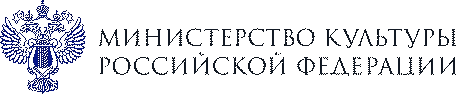 МИНИСТЕРСТВО КУЛЬТУРЫ
РОССИЙСКОЙ ФЕДЕРАЦИИ